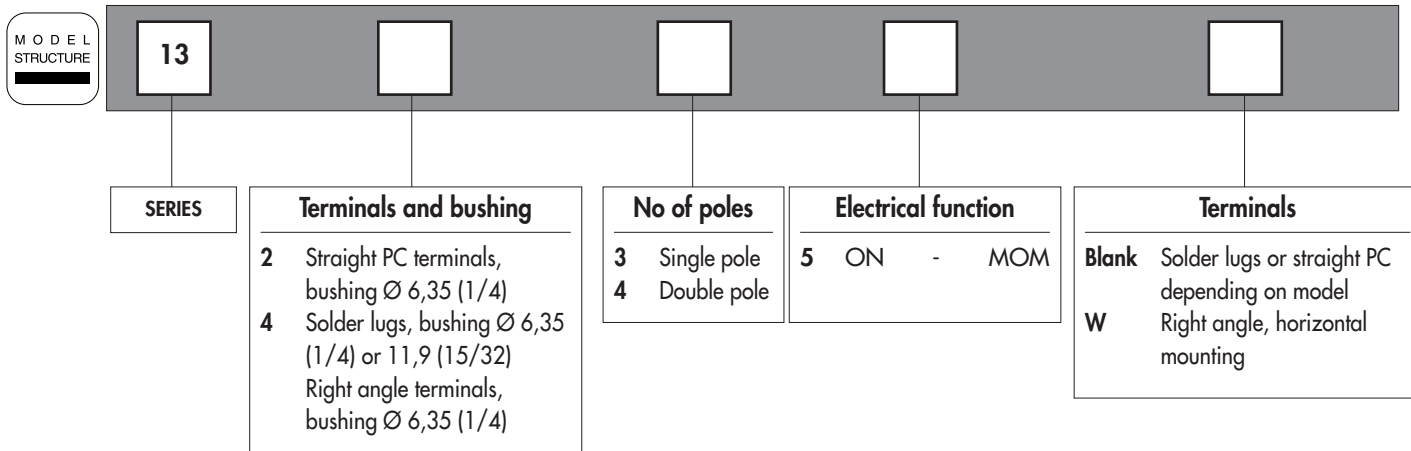 MODEL
STRUCTURE
13
SERIES
Terminals and bushing
2 Straight PC terminals,
bushing Ø 6,35 (1/4)
4 Solder lugs, bushing Ø 6,35
(1/4) or 11,9 (15/32)
Right angle terminals,
bushing Ø 6,35 (1/4)
No of poles
3 Single pole
4 Double pole
Electrical function
5 ON - MOM
Terminals
Blank Solder lugs or straight PC
depending on model
W Right angle, horizontal
mounting